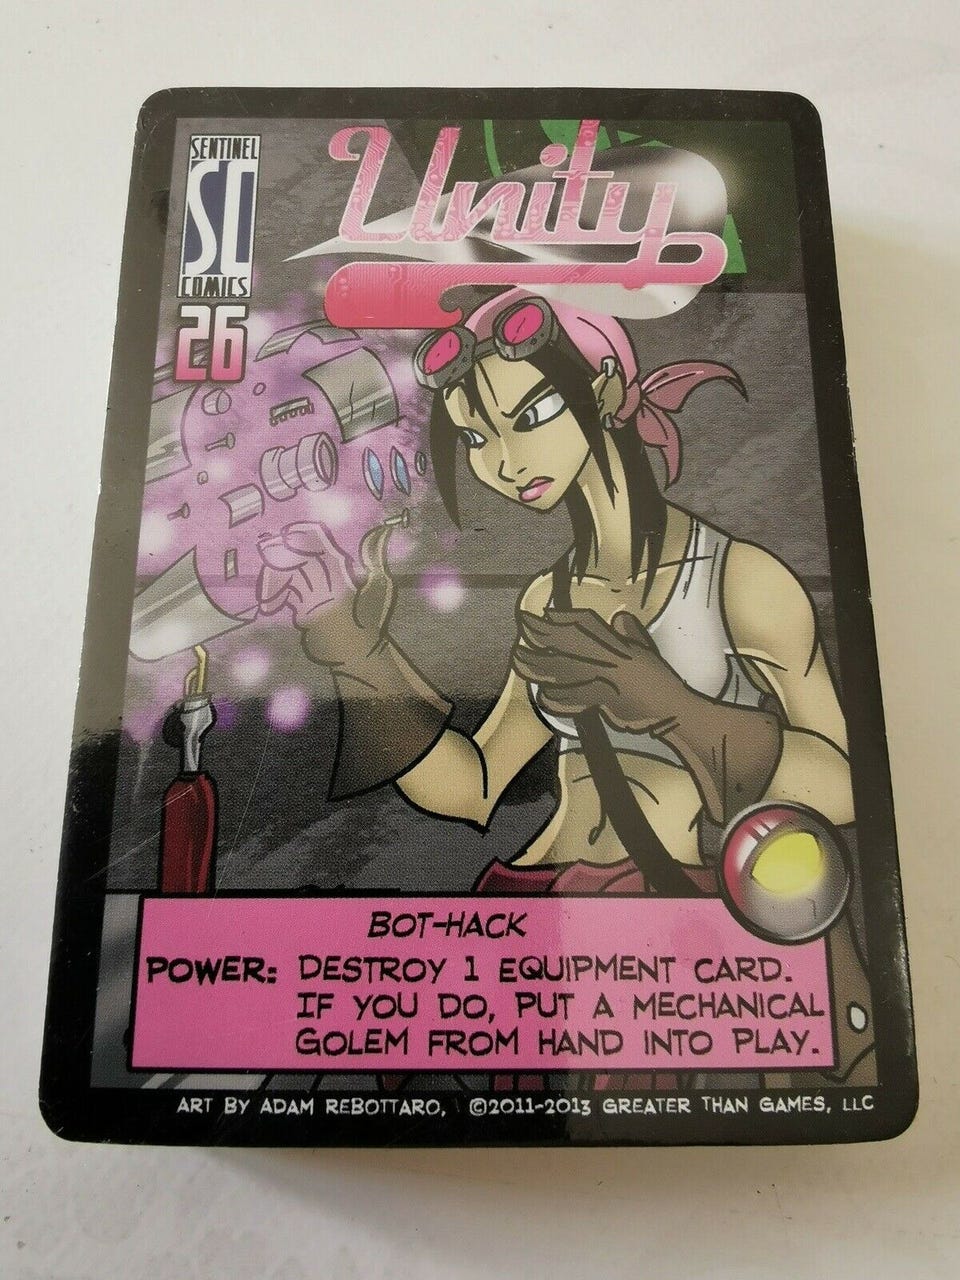 SENTINEL
SC
COMICS
26
Unity
BOT-HACK
POWER: DESTROY 1 EQUIPMENT CARD.
IF YOU DO, PUT A MECHANICAL
GOLEM FROM HAND INTO PLAY.
ART BY ADAM REBOTTARO, ©2011-2013 GREATER THAN GAMES, LLC